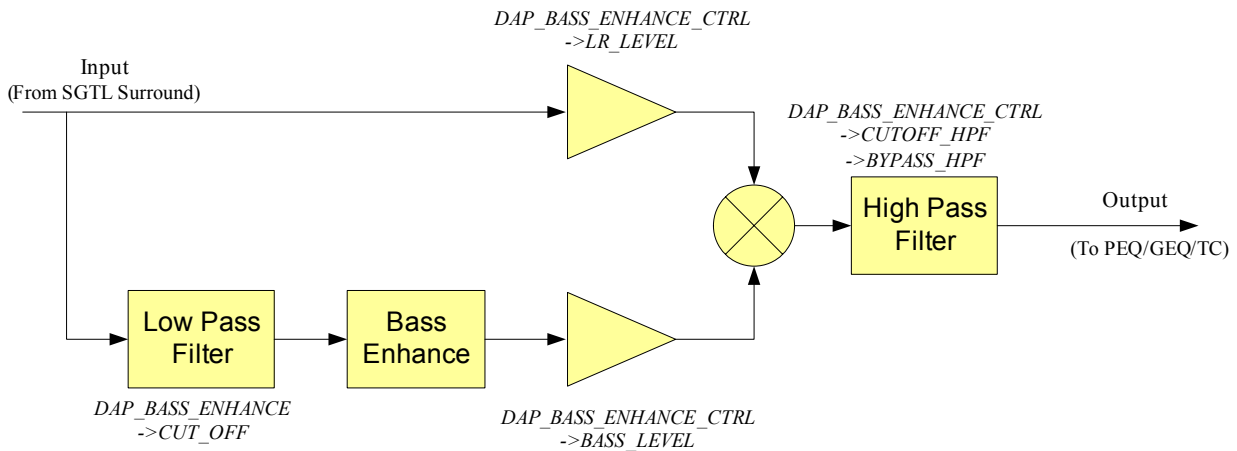 DAP_BASS_ENHANCE_CTRL
->LR_LEVEL
Input
(From SGTL Surround)
DAP_BASS_ENHANCE_CTRL
->CUTOFF_HPF
->BYPASS_HPF
High Pass
Filter
Output
(To PEQ/GEQ/TC)
Low Pass
Filter
Bass
Enhance
DAP_BASS_ENHANCE
->CUT_OFF
DAP_BASS_ENHANCE_CTRL
->BASS_LEVEL